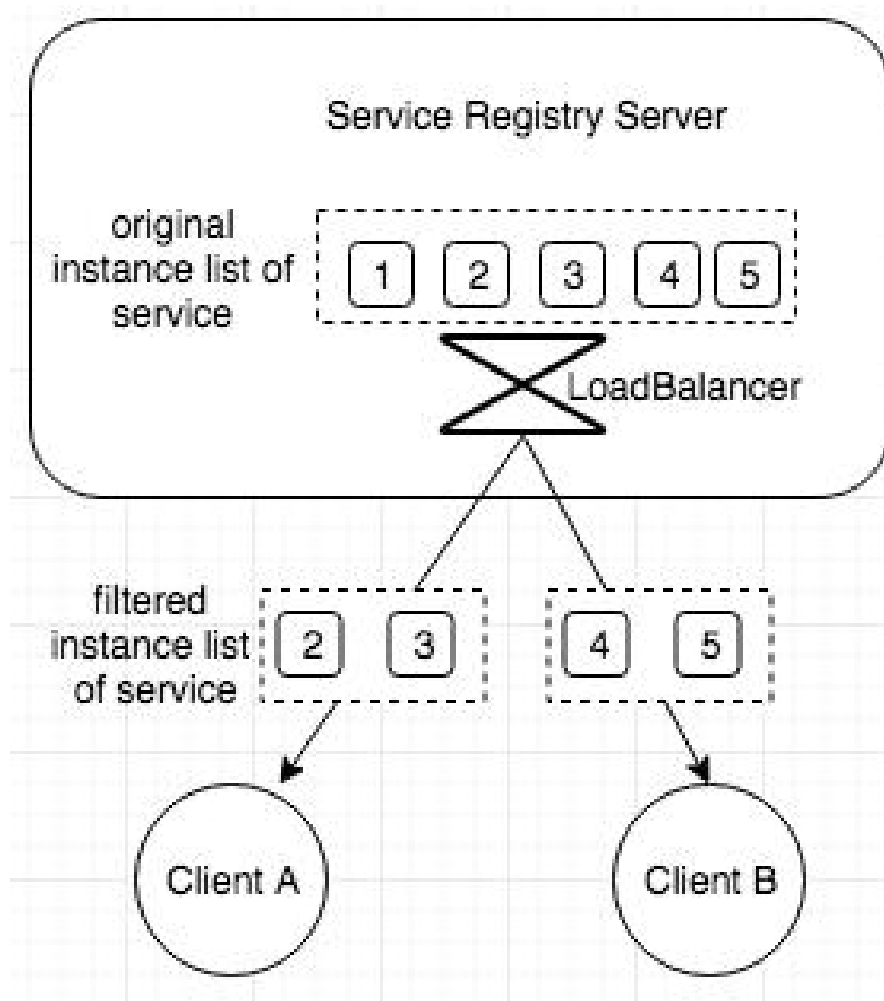 Service Registry Server
original
instance list of
service
1 2 3 4 5
LoadBalancer
filtered
instance list
of service
2 3 4 5
Client A
Client B